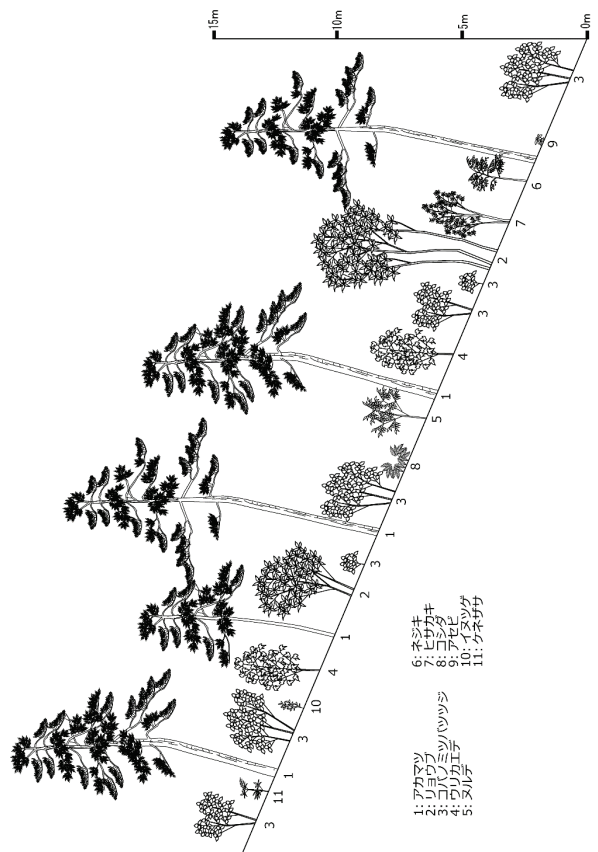 15m
10m
5m
0m
3
11
1
3
10
4
1
2
3
1
3
8
5
1
4
3
3
2
7
6
9
3
1: アカマツ
2: リョウブ
3: コバノミツバツツジ
4: ウリカエデ
5: ヌルデ
6: ネジキ
7: ヒサカキ
8: コシダ
9: アセビ
10: イヌツゲ
11: ケネザサ